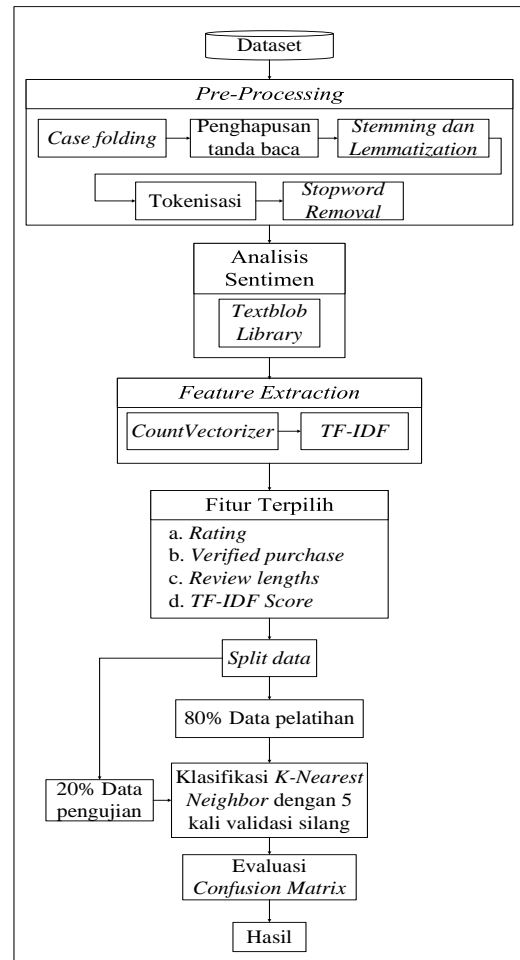 Dataset
Pre-Processing
Case folding
Penghapusan
tanda baca
Stemming dan
Lemmatization
Tokenisasi
Stopword
Removal
Analisis
Sentimen
Textblob
Library
Feature Extraction
CountVectorizer
TF-IDF
Fitur Terpilih
a. Rating
b. Verified purchase
c. Review lengths
d. TF-IDF Score
Split data
80% Data pelatihan
20% Data
pengujian
Klasifikasi K-Nearest
Neighbor dengan 5
kali validasi silang
Evaluasi
Confusion Matrix
Hasil